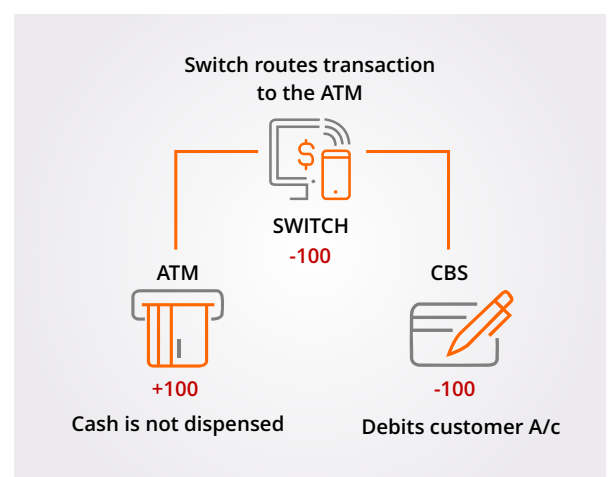 Switch routes transaction
to the ATM
$
SWITCH
-100
ATM
CBS
+100
-100
Cash is not dispensed
Debits customer A/c